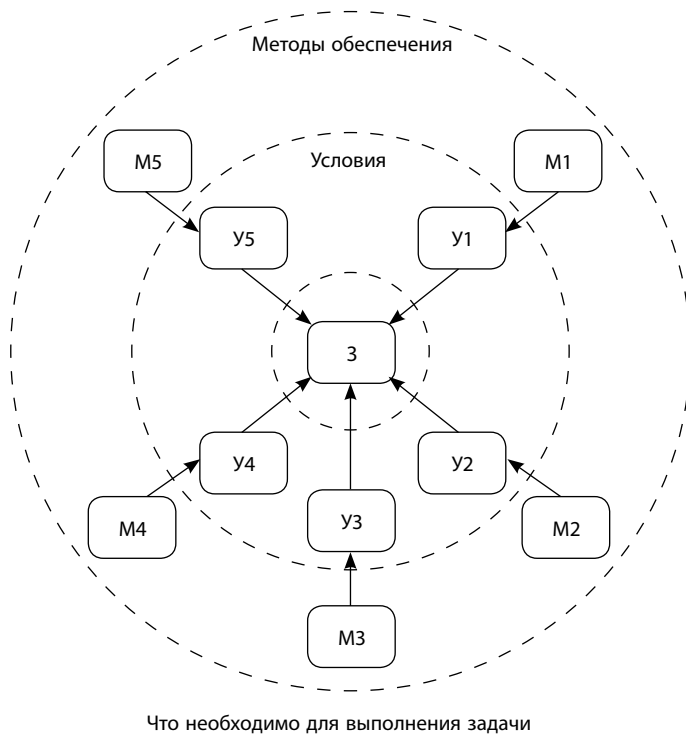 Методы обеспечения
М5
Условия
М1
У5
У1
З
У4
У2
М4
У3
М2
М3
Что необходимо для выполнения задачи